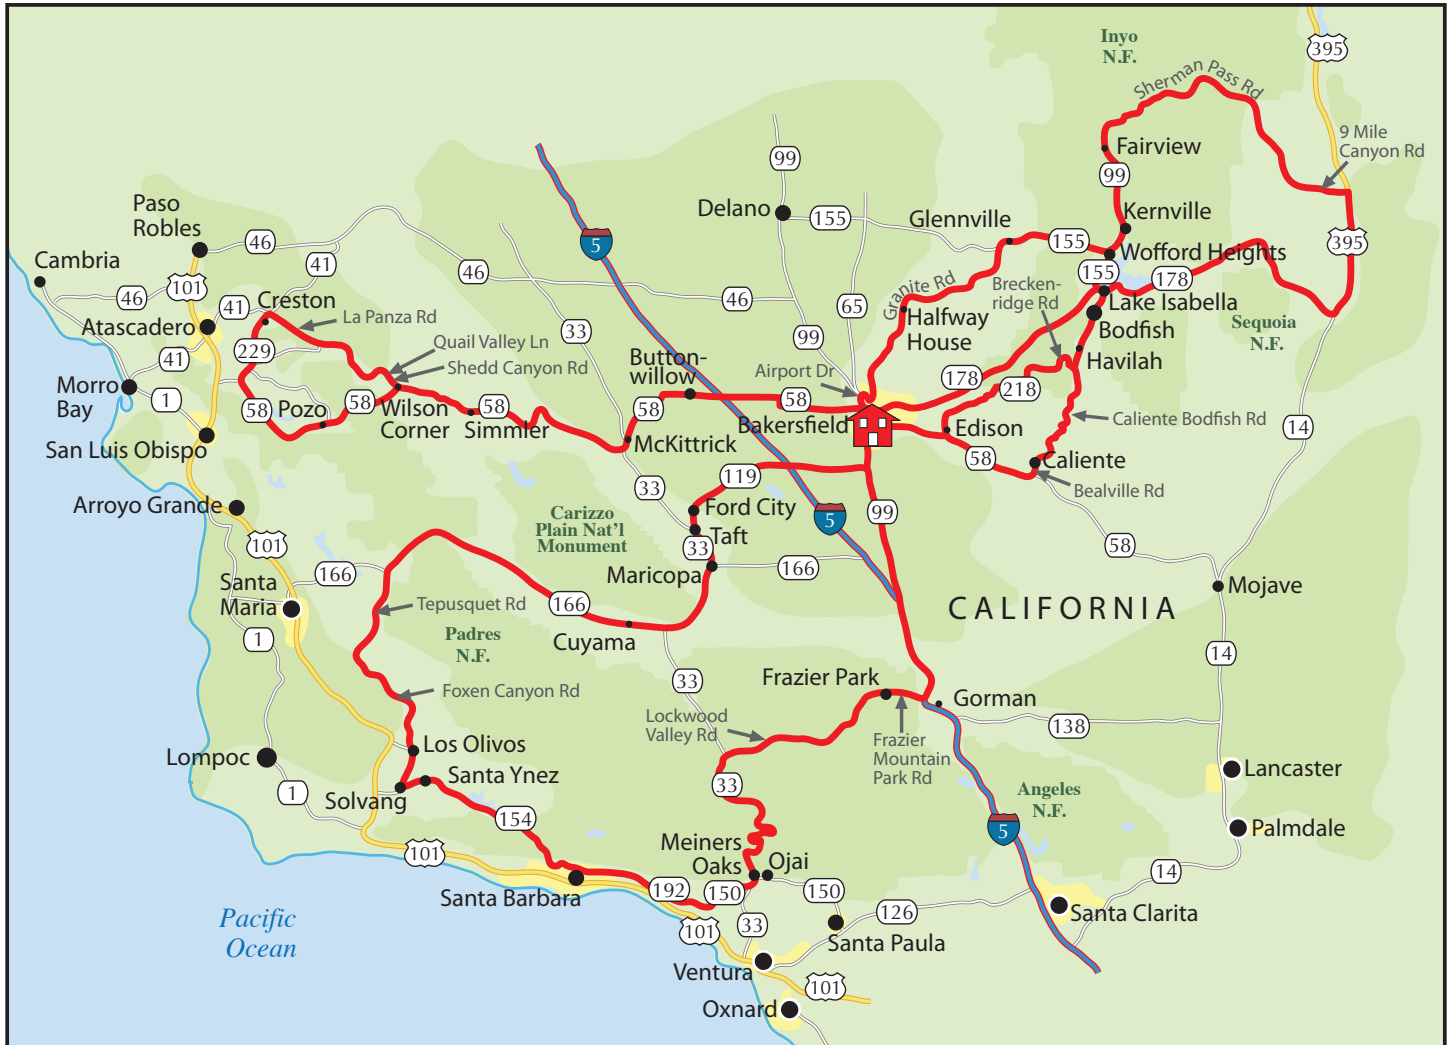 Inyo
N.F.
395
Sherman Pass Rd
9 Mile
Canyon Rd
Fairview
99
99
Delano
155
Glennville
155
Kernville
Wofford Heights
395
Paso
Robles
46
41
5
46
Cambria
46
101
41
Creston
La Panza Rd
Atascadero
41
229
Quail Valley Ln
Shedd Canyon Rd
33
46
99
65
Granite Rd
Halfway
House
Brecken-
ridge Rd
155
178
Lake Isabella
Bodfish
Sequoia
N.F.
Havilah
Button-
willow
Airport Dr
178
218
Morro
Bay
1
58
Pozo
58
Wilson
Corner
58
Simmler
58
58
Bakersfield
Edison
Caliente Bodfish Rd
14
San Luis Obispo
McKittrick
58
Caliente
Bealville Rd
119
33
Arroyo Grande
Carizzo
Plain Nat'l
Monument
Ford City
Taft
5
99
101
33
58
166
Maricopa
166
Santa
Maria
Mojave
CALIFORNIA
Tepusquet Rd
166
1
Padres
N.F.
Cuyama
14
33
Frazier Park
Foxen Canyon Rd
Gorman
Lockwood
Valley Rd
138
Frazier
Mountain
Park Rd
Los Olivos
Lompoc
Santa Ynez
33
Lancaster
1
Solvang
Angeles
N.F.
154
5
Palmdale
Meiners
Oaks
Ojai
101
14
Santa Barbara
192
150
150
126
Santa Clarita
Pacific
Ocean
101
33
Santa Paula
Ventura
101
Oxnard